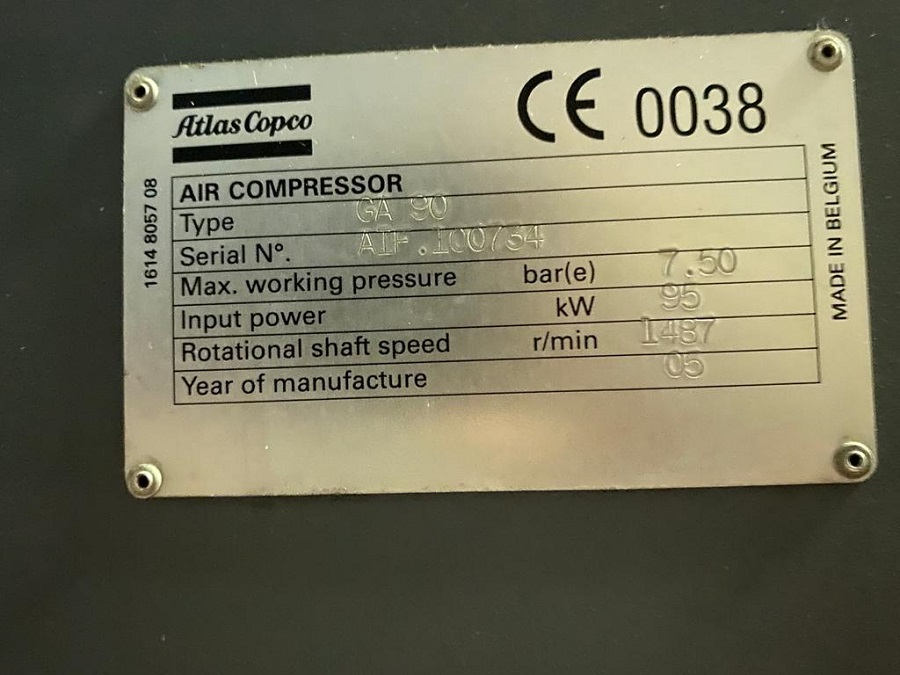 Atlas Copco
CE 0038
AIR COMPRESSOR
Type GA 90
Serial N°. AIF.100734
Max. working pressure bar(e) 7.50
Input power kW 95
Rotational shaft speed r/min 1487
Year of manufacture 05
1614 8057 08
MADE IN BELGIUM